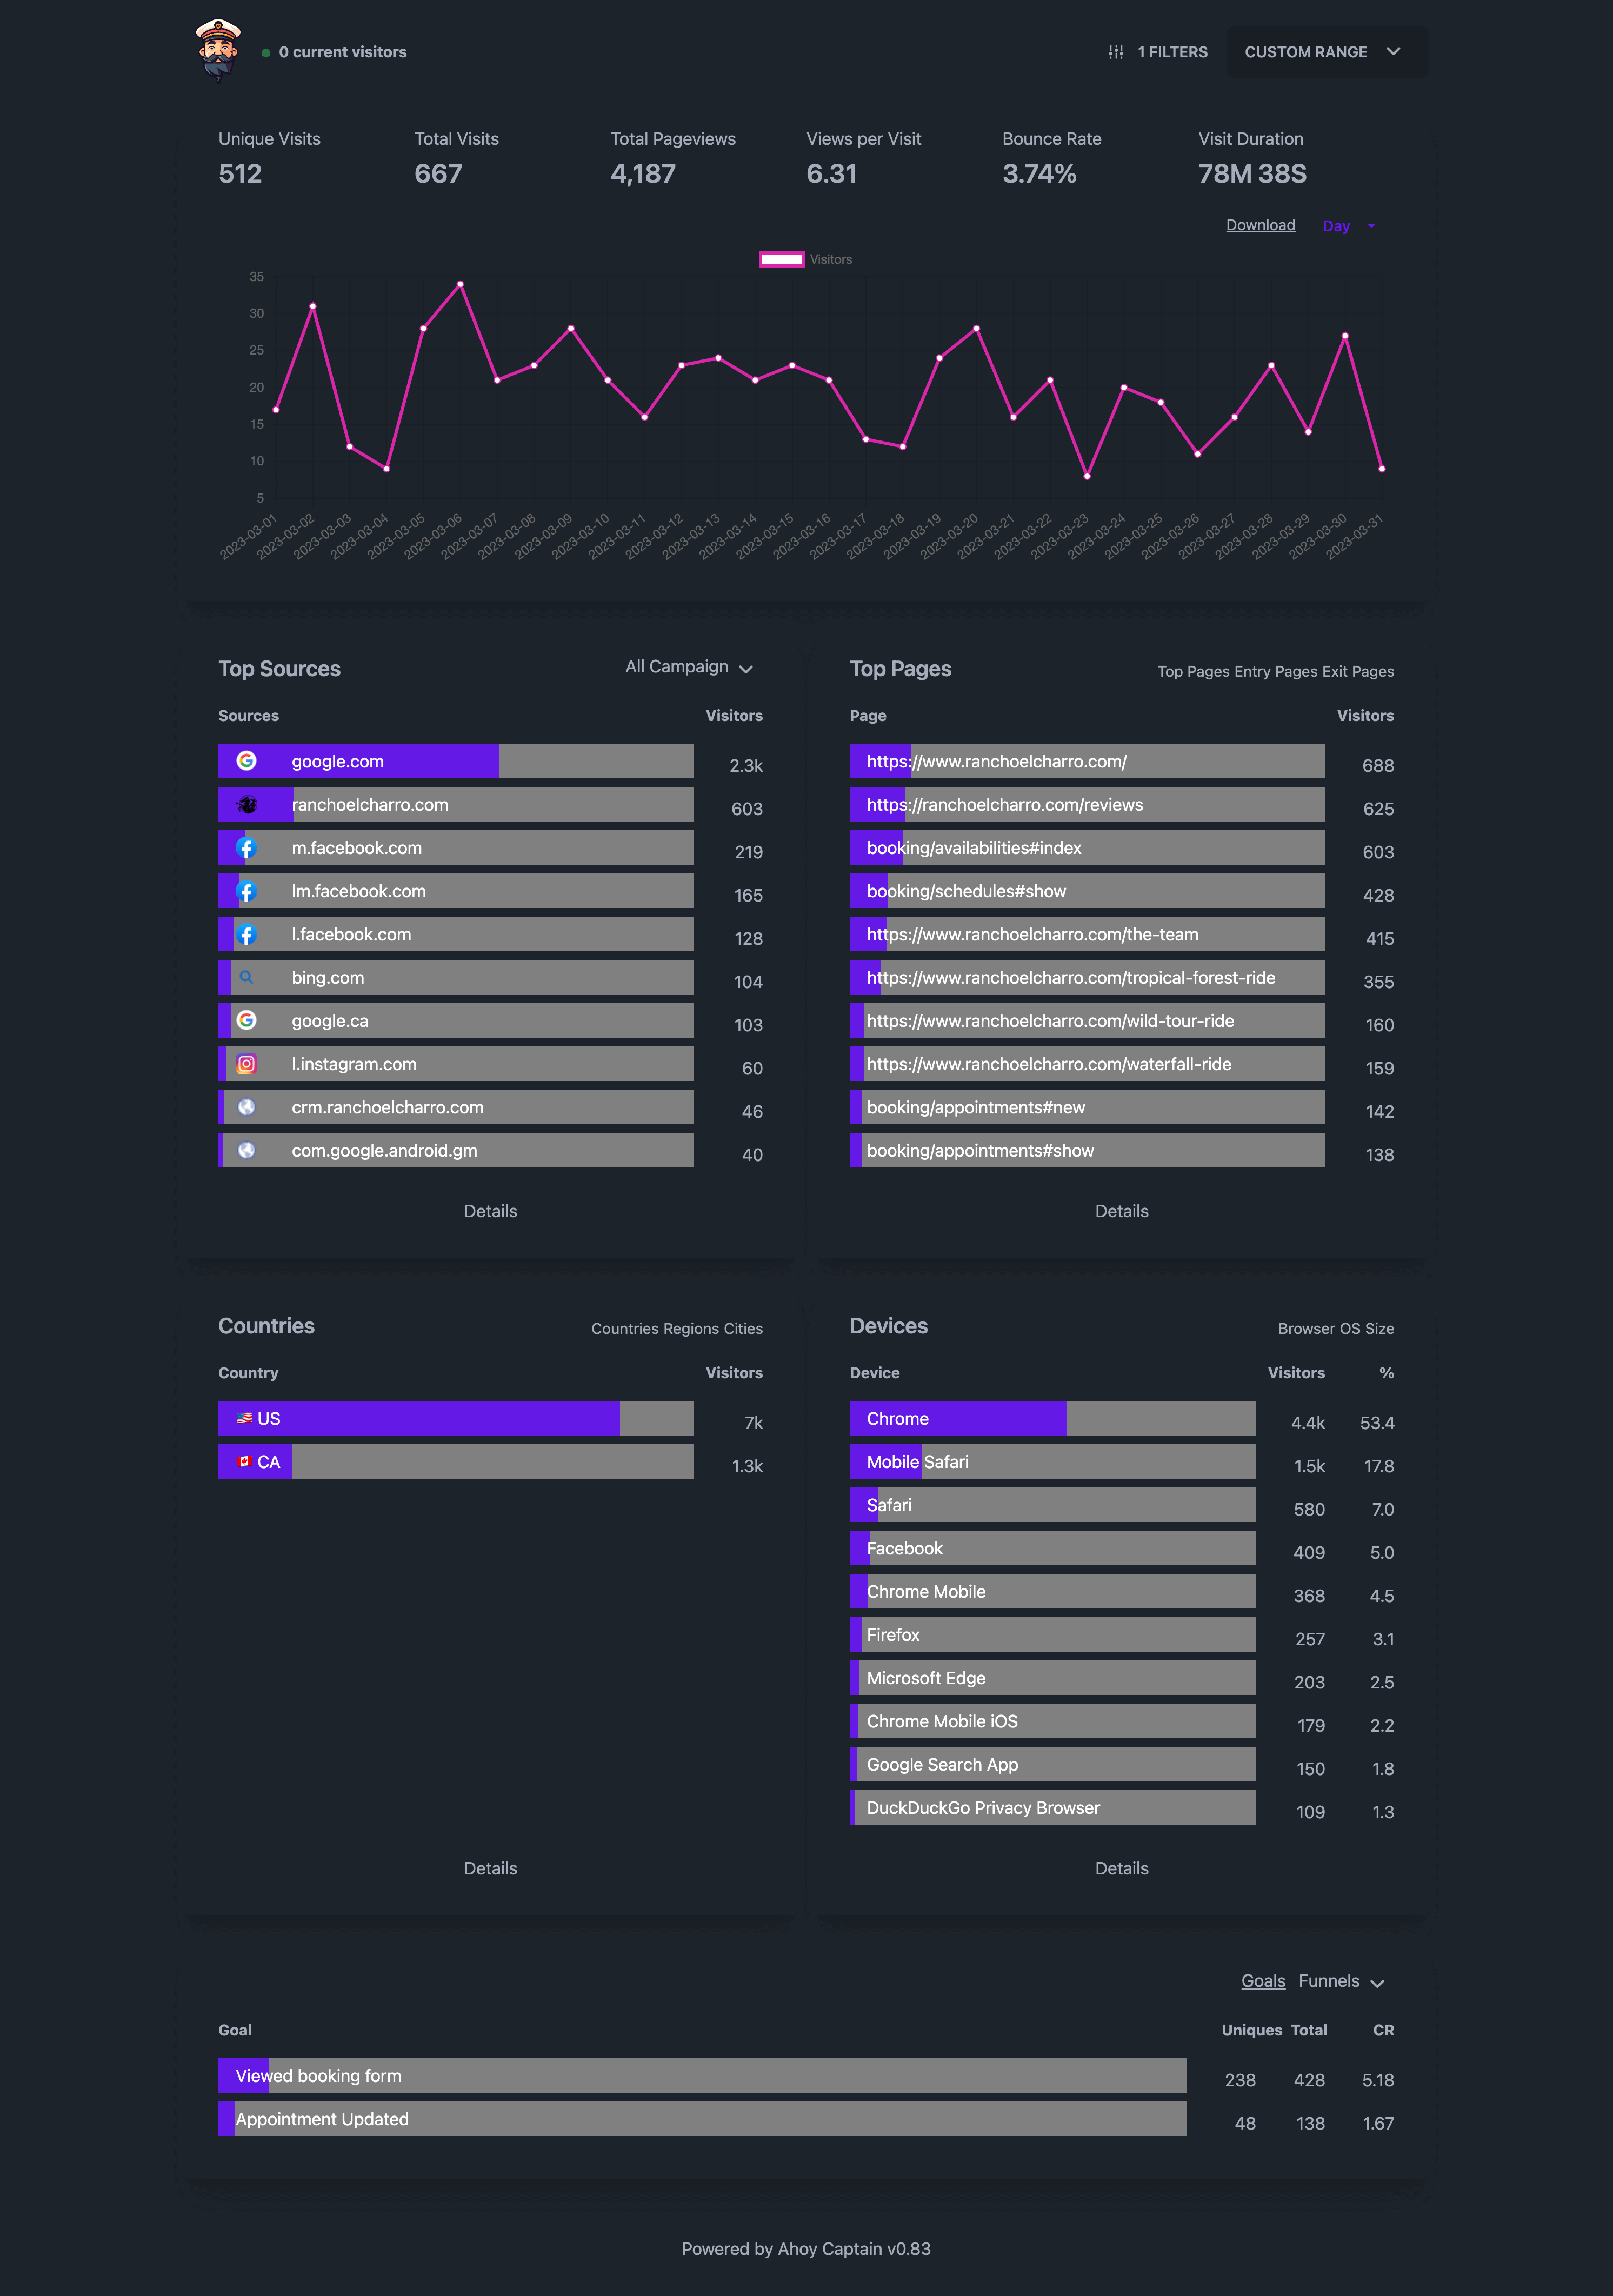 0 current visitors
1 FILTERS
CUSTOM RANGE
Unique Visits Total Visits Total Pageviews Views per Visit Bounce Rate Visit Duration
512 667 4,187 6.31 3.74% 78M 38S
Download Day
Visitors
35
30
25
20
15
10
5
2023-03-01 2023-03-02 2023-03-03 2023-03-04 2023-03-05 2023-03-06 2023-03-07 2023-03-08 2023-03-09 2023-03-10 2023-03-11 2023-03-12 2023-03-13 2023-03-14 2023-03-15 2023-03-16 2023-03-17 2023-03-18 2023-03-19 2023-03-20 2023-03-21 2023-03-22 2023-03-23 2023-03-24 2023-03-25 2023-03-26 2023-03-27 2023-03-28 2023-03-29 2023-03-30 2023-03-31
Top Sources All Campaign
Sources Visitors
google.com 2.3k
ranchoelcharro.com 603
m.facebook.com 219
lm.facebook.com 165
l.facebook.com 128
bing.com 104
google.ca 103
l.instagram.com 60
crm.ranchoelcharro.com 46
com.google.android.gm 40
Details
Top Pages Top Pages Entry Pages Exit Pages
Page Visitors
https://www.ranchoelcharro.com/ 688
https://ranchoelcharro.com/reviews 625
booking/availabilities#index 603
booking/schedules#show 428
https://www.ranchoelcharro.com/the-team 415
https://www.ranchoelcharro.com/tropical-forest-ride 355
https://www.ranchoelcharro.com/wild-tour-ride 160
https://www.ranchoelcharro.com/waterfall-ride 159
booking/appointments#new 142
booking/appointments#show 138
Details
Countries Countries Regions Cities
Country Visitors
US 7k
CA 1.3k
Details
Devices Browser OS Size
Device Visitors %
Chrome 4.4k 53.4
Mobile Safari 1.5k 17.8
Safari 580 7.0
Facebook 409 5.0
Chrome Mobile 368 4.5
Firefox 257 3.1
Microsoft Edge 203 2.5
Chrome Mobile iOS 179 2.2
Google Search App 150 1.8
DuckDuckGo Privacy Browser 109 1.3
Details
Goals Funnels
Goal Uniques Total CR
Viewed booking form 238 428 5.18
Appointment Updated 48 138 1.67
Powered by Ahoy Captain v0.83